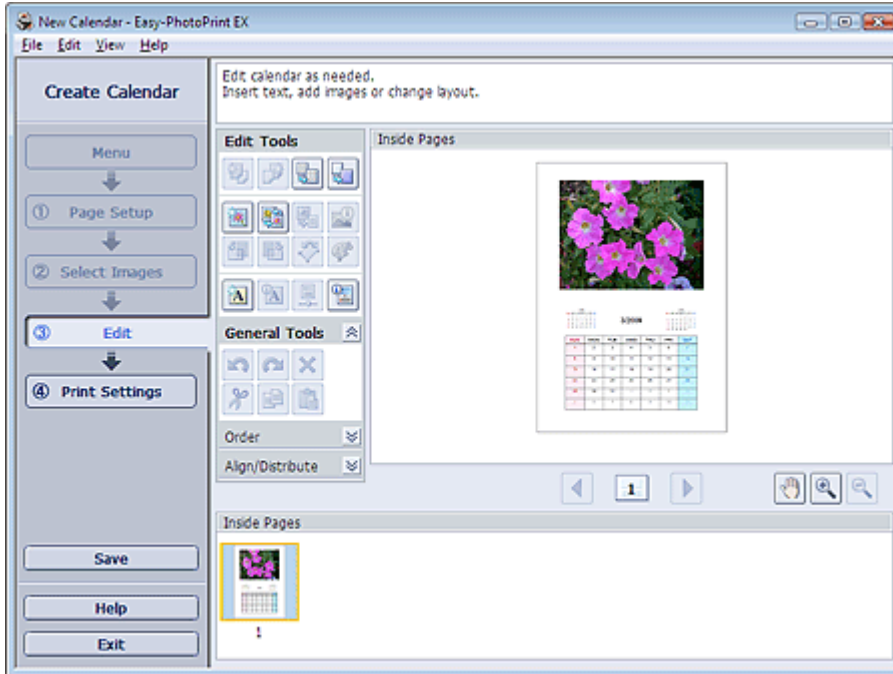 New Calendar - Easy-PhotoPrint EX
File Edit View Help
Create Calendar
Edit calendar as needed.
Insert text, add images or change layout.
Menu
① Page Setup
② Select Images
③ Edit
④ Print Settings
Save
Help
Exit
Edit Tools
A
General Tools
Order
Align/Distribute
Inside Pages
1
Inside Pages
1